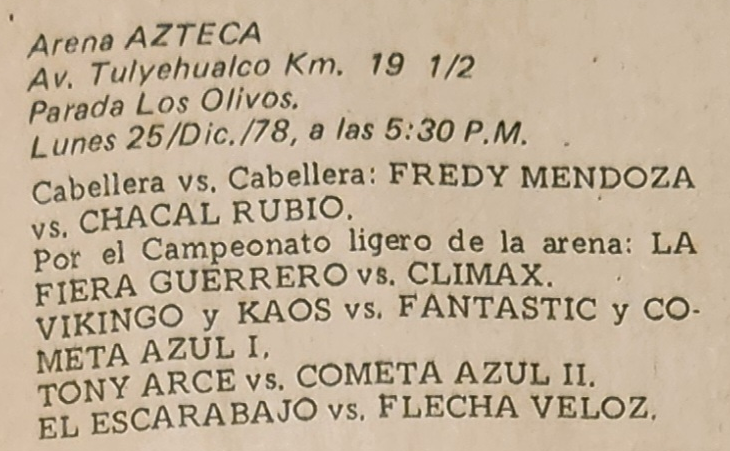 Arena AZTECA
Av. Tulyehualco Km. 19 1/2
Parada Los Olivos.
Lunes 25/Dic./78, a las 5:30 P.M.
Cabellera vs. Cabellera: FREDY MENDOZA
vs. CHACAL RUBIO.
Por el Campeonato ligero de la arena: LA
FIERA GUERRERO vs. CLIMAX.
VIKINGO y KAOS vs. FANTASTIC y CO-
META AZUL I.
TONY ARCE vs. COMETA AZUL II.
EL ESCARABAJO vs. FLECHA VELOZ.